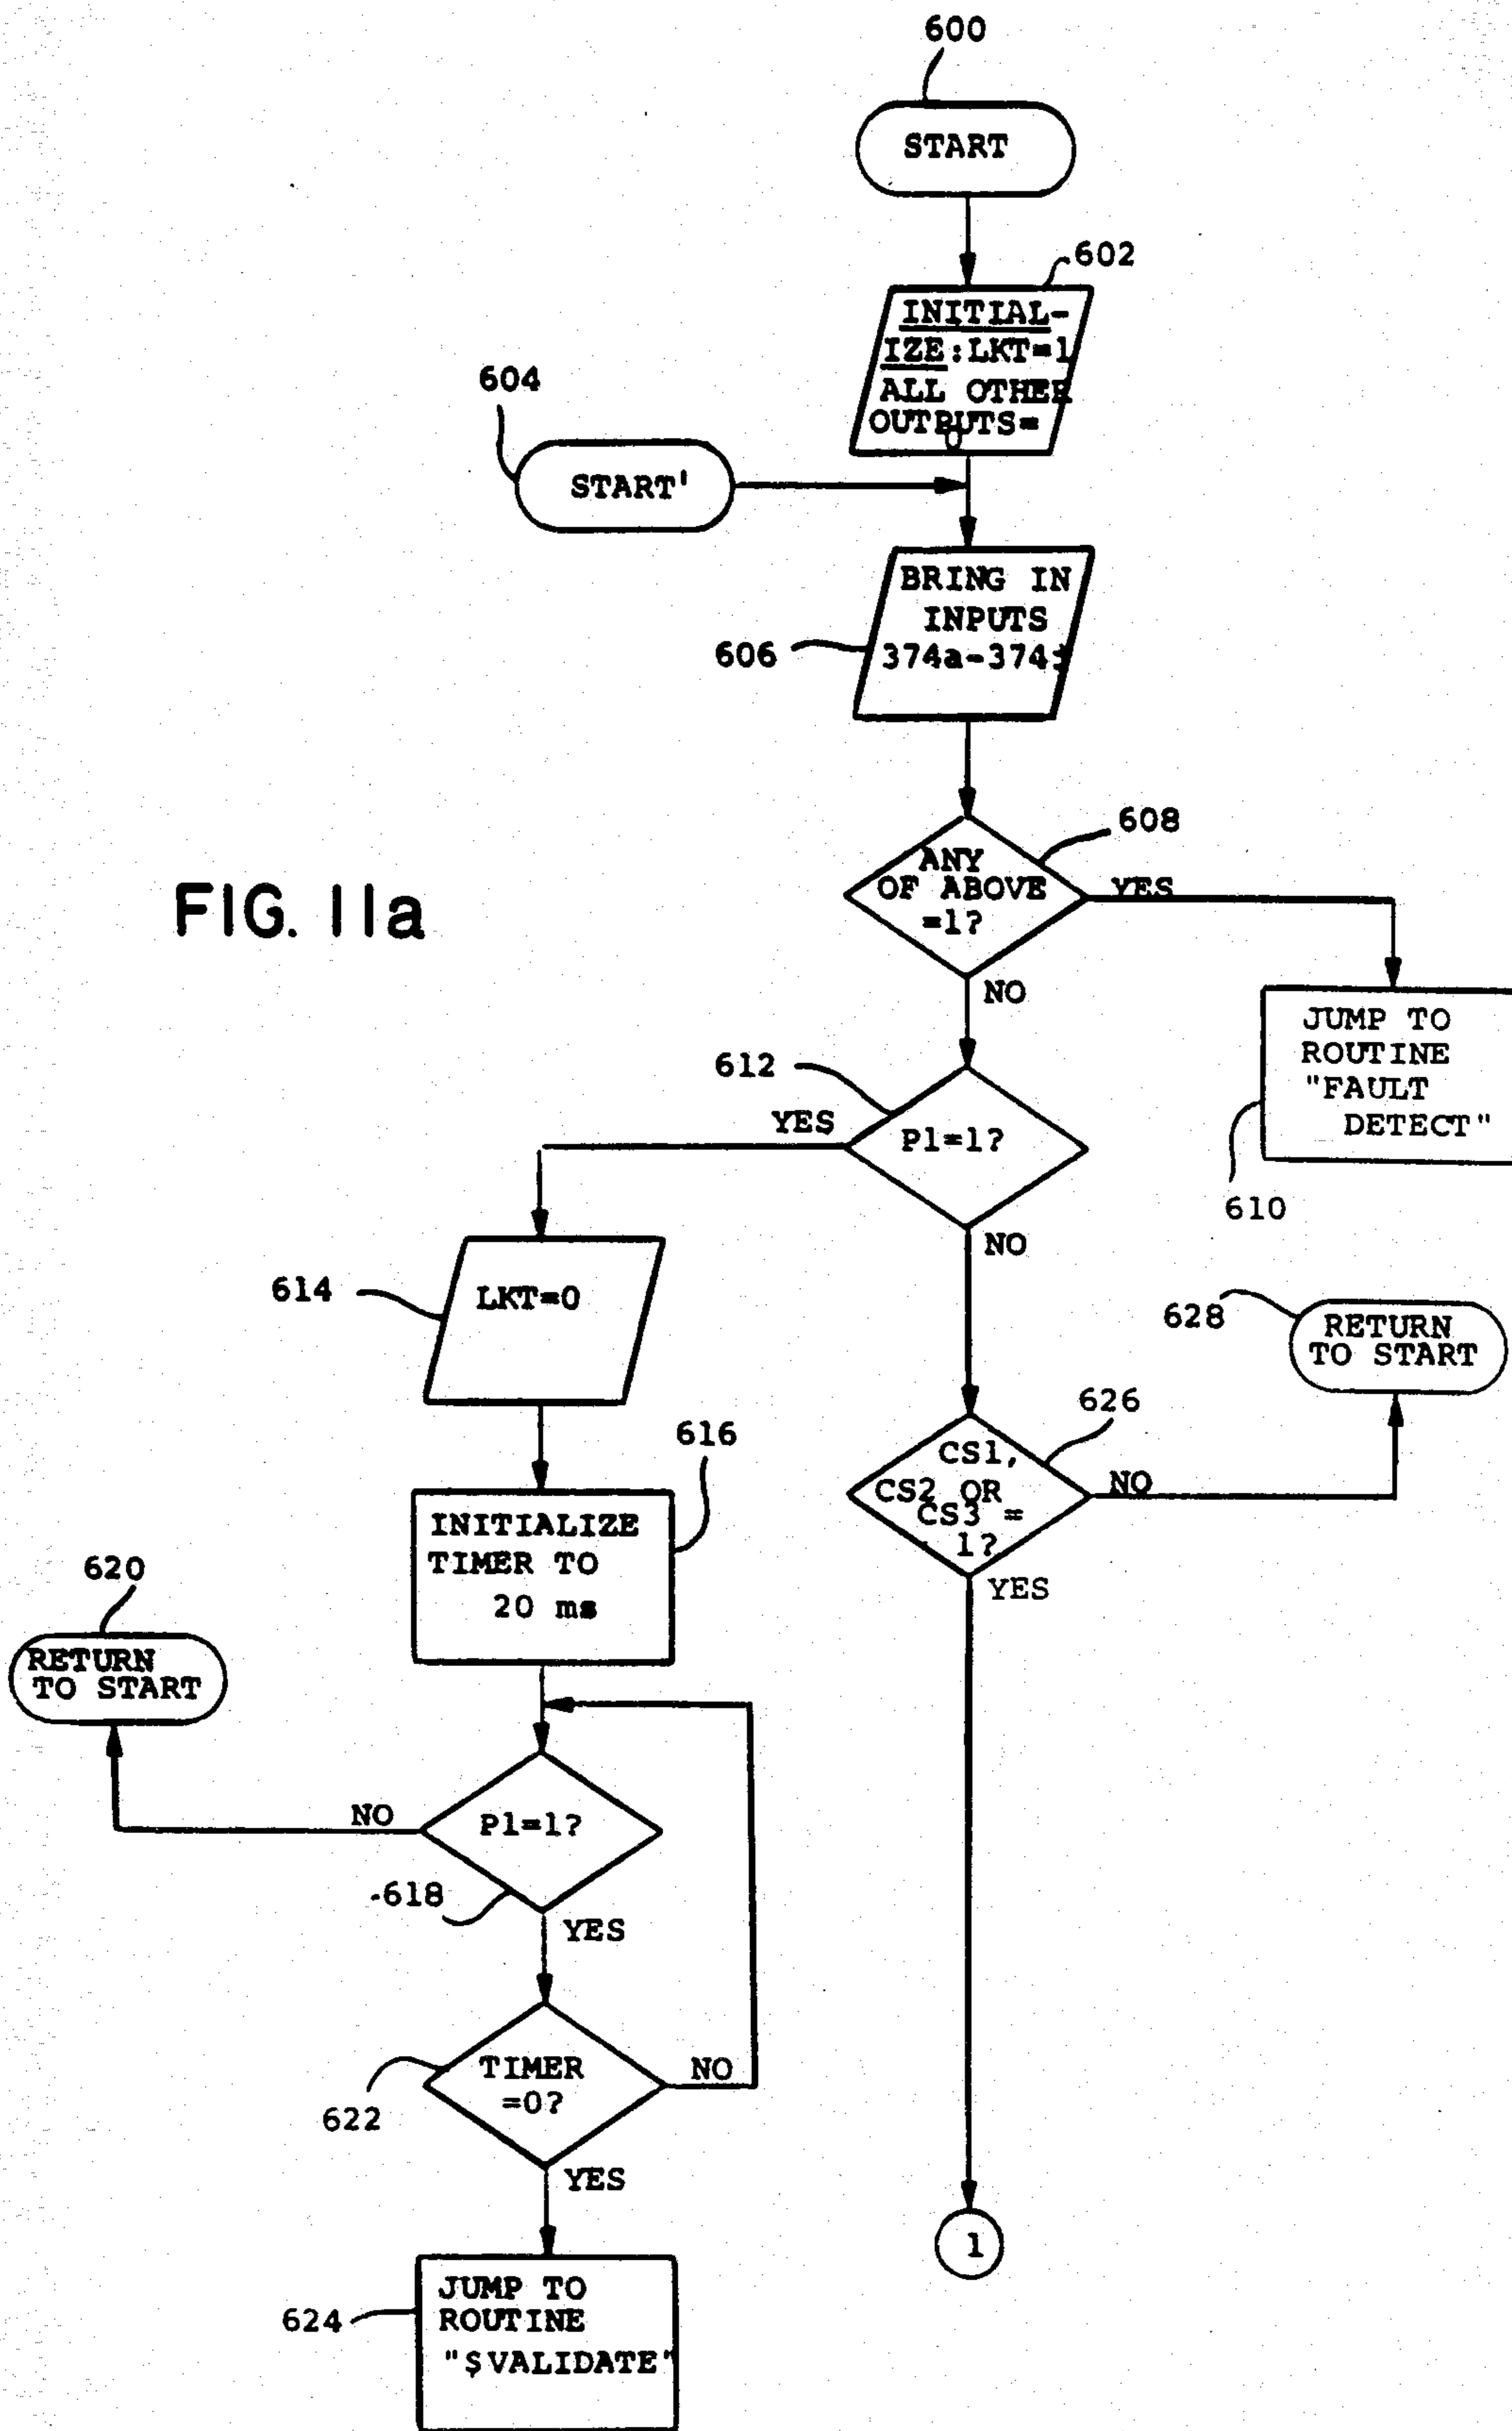 600
START
602
INITIAL-
IZE:LKT=1
ALL OTHER
OUTPUTS=
0
604
START'
BRING IN
INPUTS
606
608
ANY
OF ABOVE
=1?
YES
FIG. 11a
NO
JUMP TO
ROUTINE
"FAULT
DETECT"
610
612
YES
P1=1?
NO
614
LKT=0
628
RETURN
TO START
626
CS1,
CS2 OR
CS3 =
1?
NO
YES
616
INITIALIZE
TIMER TO
20 ms
620
RETURN
TO START
NO
P1=1?
618
YES
TIMER
=0?
NO
622
YES
1
JUMP TO
ROUTINE
"$VALIDATE"
624